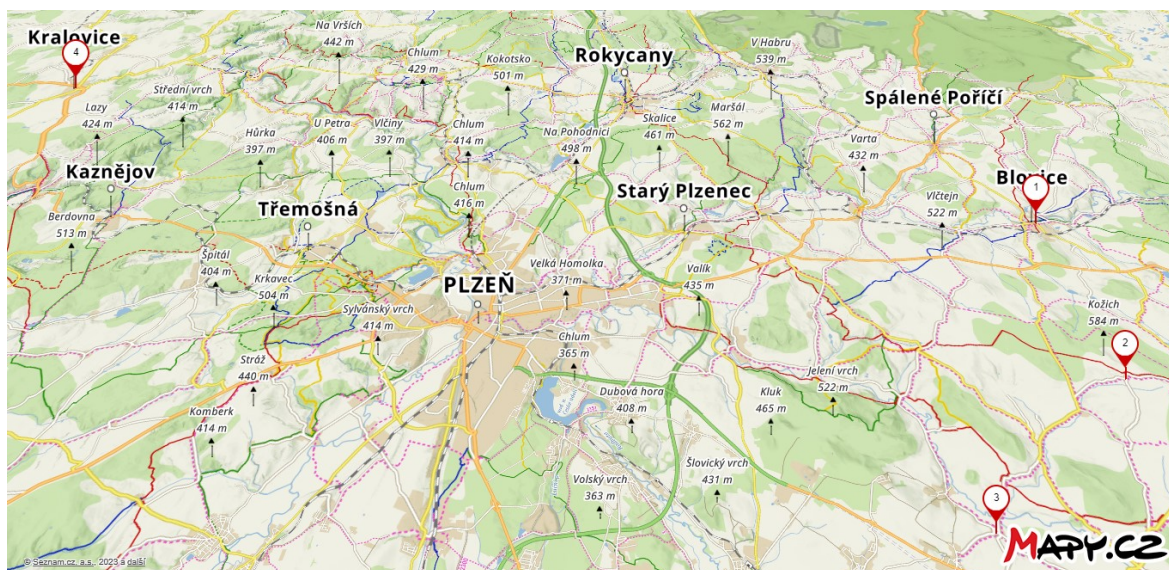 Kralovice
4
Na Vrších
442 m
Chlum
429 m
Kokotsko
501 m
Rokycany
V Habru
539 m
Lazy
424 m
Střední vrch
414 m
Hůrka
397 m
U Petra
406 m
Vlčiny
397 m
Chlum
414 m
Na Pohodnici
498 m
Skalice
461 m
Maršál
562 m
Spálené Poříčí
Varta
432 m
Kaznějov
Chlum
416 m
Starý Plzenec
Blovice
1
Vlčtejn
522 m
Berdovna
513 m
Třemošná
Špitál
404 m
Krkavec
504 m
PLZEŇ
Velká Homolka
371 m
Valík
435 m
Sylvánský vrch
414 m
Kožich
584 m
Chlum
365 m
2
Stráž
440 m
Jelení vrch
522 m
Dubová hora
408 m
Kluk
465 m
Komberk
414 m
Volský vrch
363 m
Šlovický vrch
431 m
3
MAPY.CZ
© Seznam.cz, a.s., 2023 a další